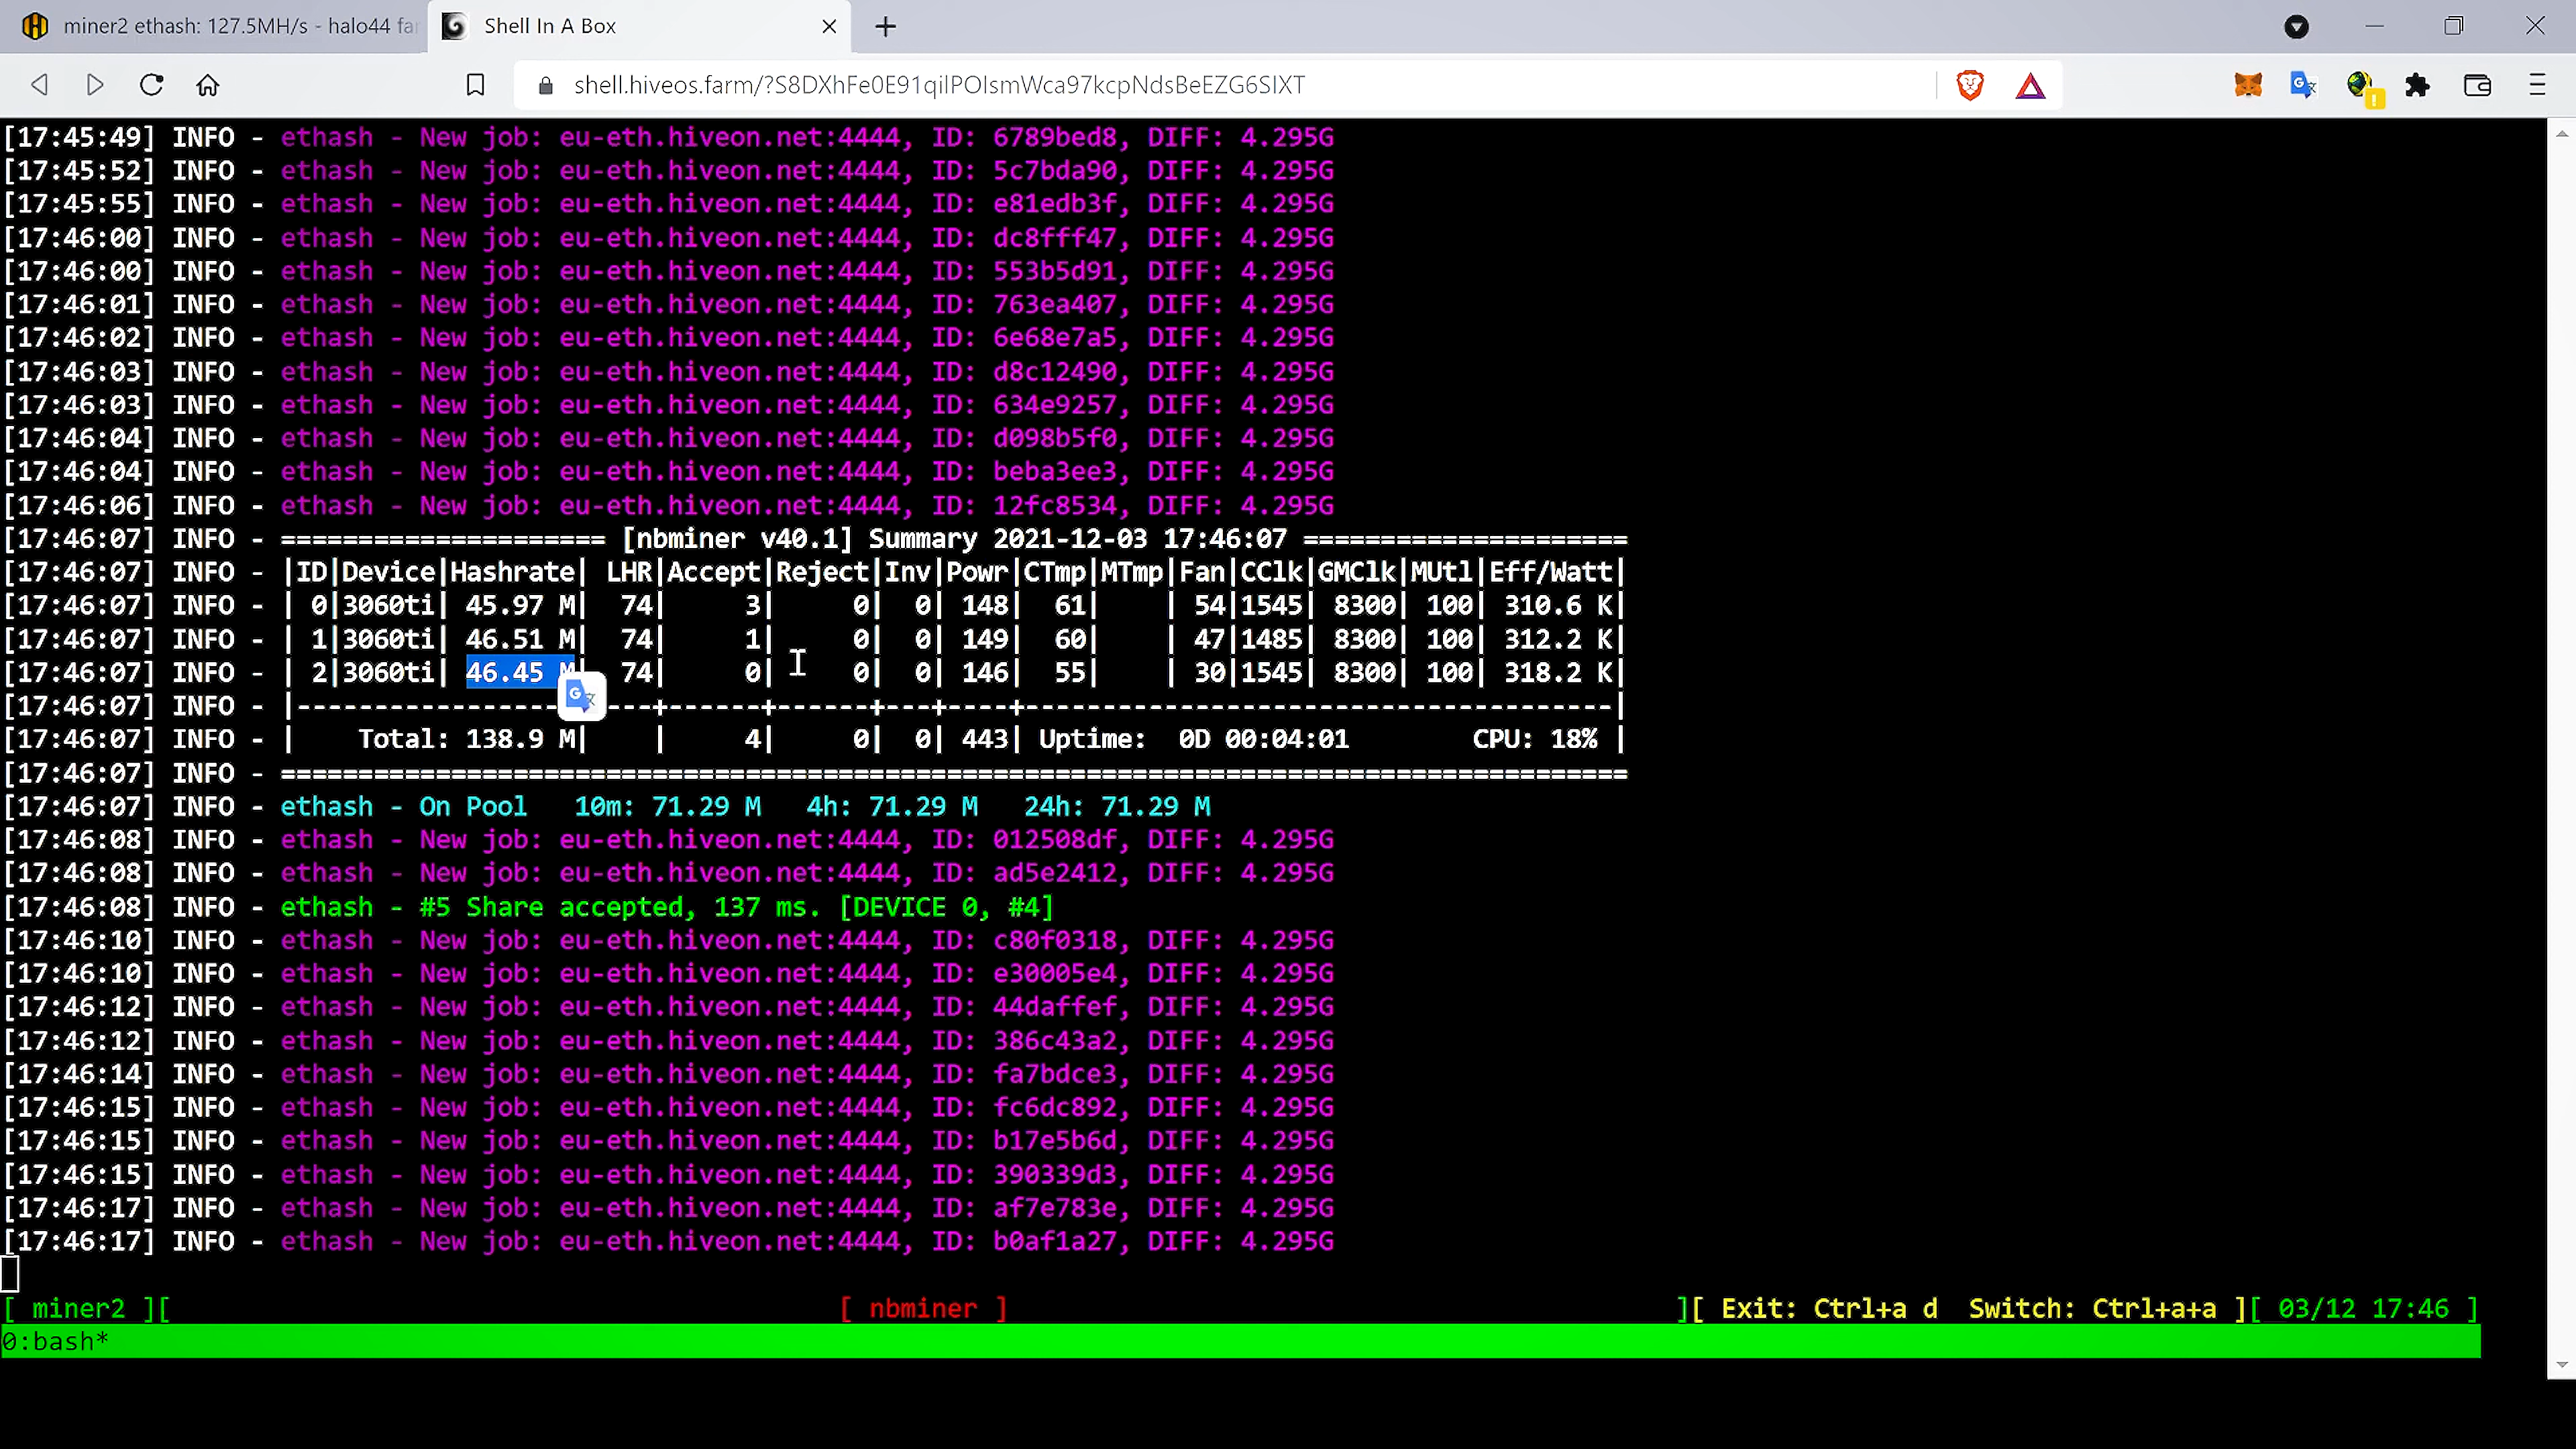 miner2 ethash: 127.5MH/s - halo44 far
Shell In A Box
shell.hiveos.farm/?S8DXhFe0E91qilPOIsmWca97kcpNdsBeEZG6SIXT
[17:45:49] INFO - ethash - New job: eu-eth.hiveon.net:4444, ID: 6789bed8, DIFF: 4.295G
[17:45:52] INFO - ethash - New job: eu-eth.hiveon.net:4444, ID: 5c7bda90, DIFF: 4.295G
[17:45:55] INFO - ethash - New job: eu-eth.hiveon.net:4444, ID: e81edb3f, DIFF: 4.295G
[17:46:00] INFO - ethash - New job: eu-eth.hiveon.net:4444, ID: dc8fff47, DIFF: 4.295G
[17:46:00] INFO - ethash - New job: eu-eth.hiveon.net:4444, ID: 553b5d91, DIFF: 4.295G
[17:46:01] INFO - ethash - New job: eu-eth.hiveon.net:4444, ID: 763ea407, DIFF: 4.295G
[17:46:02] INFO - ethash - New job: eu-eth.hiveon.net:4444, ID: 6e68e7a5, DIFF: 4.295G
[17:46:03] INFO - ethash - New job: eu-eth.hiveon.net:4444, ID: d8c12490, DIFF: 4.295G
[17:46:03] INFO - ethash - New job: eu-eth.hiveon.net:4444, ID: 634e9257, DIFF: 4.295G
[17:46:04] INFO - ethash - New job: eu-eth.hiveon.net:4444, ID: d098b5f0, DIFF: 4.295G
[17:46:04] INFO - ethash - New job: eu-eth.hiveon.net:4444, ID: beba3ee3, DIFF: 4.295G
[17:46:06] INFO - ethash - New job: eu-eth.hiveon.net:4444, ID: 12fc8534, DIFF: 4.295G
[17:46:07] INFO - ===================== [nbminer v40.1] Summary 2021-12-03 17:46:07 =====================
[17:46:07] INFO - |ID|Device|Hashrate| LHR|Accept|Reject|Inv|Powr|CTmp|MTmp|Fan|CClk|GMClk|MUtl|Eff/Watt|
[17:46:07] INFO - | 0|3060ti| 45.97 M| 74| 3| 0| 0| 148| 61| | 54|1545| 8300| 100| 310.6 K|
[17:46:07] INFO - | 1|3060ti| 46.51 M| 74| 1| 0| 0| 149| 60| | 47|1485| 8300| 100| 312.2 K|
[17:46:07] INFO - | 2|3060ti| 46.45 M| 74| 0| 0| 0| 146| 55| | 30|1545| 8300| 100| 318.2 K|
[17:46:07] INFO - |-----------------------+------+------+---+----+--------------------------------------|
[17:46:07] INFO - | Total: 138.9 M| | 4| 0| 0| 443| Uptime: 0D 00:04:01 CPU: 18% |
[17:46:07] INFO - =======================================================================================
[17:46:07] INFO - ethash - On Pool 10m: 71.29 M 4h: 71.29 M 24h: 71.29 M
[17:46:08] INFO - ethash - New job: eu-eth.hiveon.net:4444, ID: 012508df, DIFF: 4.295G
[17:46:08] INFO - ethash - New job: eu-eth.hiveon.net:4444, ID: ad5e2412, DIFF: 4.295G
[17:46:08] INFO - ethash - #5 Share accepted, 137 ms. [DEVICE 0, #4]
[17:46:10] INFO - ethash - New job: eu-eth.hiveon.net:4444, ID: c80f0318, DIFF: 4.295G
[17:46:10] INFO - ethash - New job: eu-eth.hiveon.net:4444, ID: e30005e4, DIFF: 4.295G
[17:46:12] INFO - ethash - New job: eu-eth.hiveon.net:4444, ID: 44daffef, DIFF: 4.295G
[17:46:12] INFO - ethash - New job: eu-eth.hiveon.net:4444, ID: 386c43a2, DIFF: 4.295G
[17:46:14] INFO - ethash - New job: eu-eth.hiveon.net:4444, ID: fa7bdce3, DIFF: 4.295G
[17:46:15] INFO - ethash - New job: eu-eth.hiveon.net:4444, ID: fc6dc892, DIFF: 4.295G
[17:46:15] INFO - ethash - New job: eu-eth.hiveon.net:4444, ID: b17e5b6d, DIFF: 4.295G
[17:46:15] INFO - ethash - New job: eu-eth.hiveon.net:4444, ID: 390339d3, DIFF: 4.295G
[17:46:17] INFO - ethash - New job: eu-eth.hiveon.net:4444, ID: af7e783e, DIFF: 4.295G
[17:46:17] INFO - ethash - New job: eu-eth.hiveon.net:4444, ID: b0af1a27, DIFF: 4.295G
[ miner2 ][ [ nbminer ] ][ Exit: Ctrl+a d Switch: Ctrl+a+a ][ 03/12 17:46 ]
0:bash*